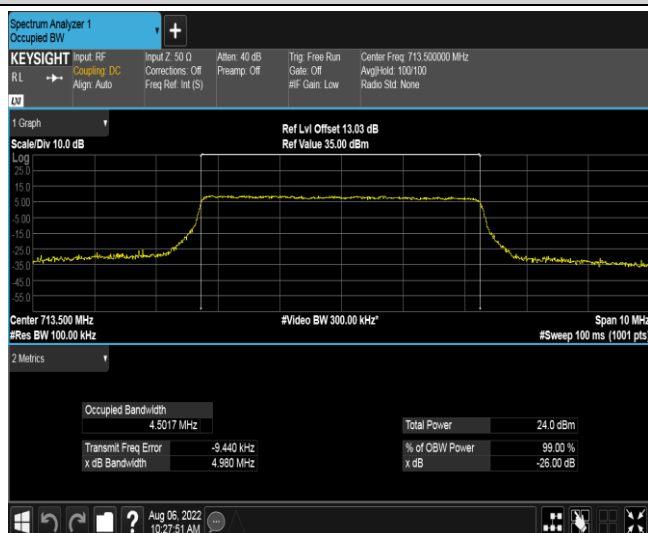 Spectrum Analyzer 1
Occupied BW
+
KEYSIGHT
R L
LXI
Input: RF
Coupling: DC
Align: Auto
Input Z: 50 Ω
Corrections: Off
Freq Ref: Int (S)
Atten: 40 dB
Preamp: Off
Trig: Free Run
Gate: Off
#IF Gain: Low
Center Freq: 713.500000 MHz
Avg|Hold: 100/100
Radio Std: None
1 Graph
Scale/Div 10.0 dB
Ref Lvl Offset 13.03 dB
Ref Value 35.00 dBm
Log
25.0
15.0
5.00
-5.00
-15.0
-25.0
-35.0
-45.0
-55.0
Center 713.500 MHz
#Res BW 100.00 kHz
#Video BW 300.00 kHz*
Span 10 MHz
#Sweep 100 ms (1001 pts)
2 Metrics
Occupied Bandwidth
4.5017 MHz
Transmit Freq Error -9.440 kHz
x dB Bandwidth 4.980 MHz
Total Power 24.0 dBm
% of OBW Power 99.00 %
x dB -26.00 dB
?
Aug 06, 2022
10:27:51 AM